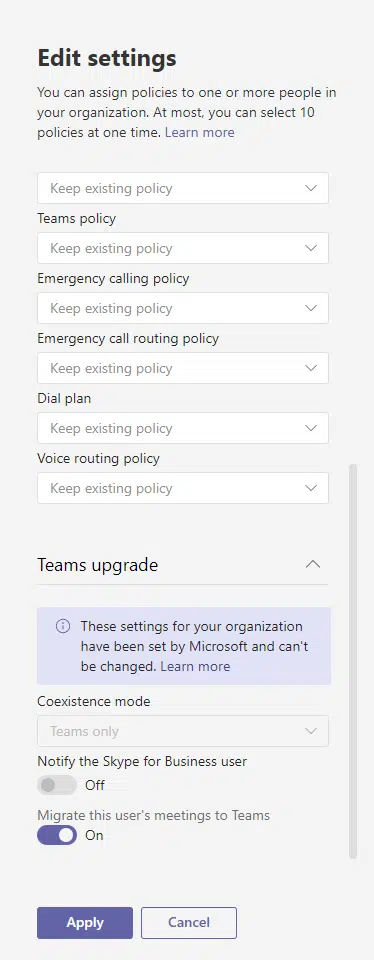 Edit settings
You can assign policies to one or more people in
your organization. At most, you can select 10
policies at one time. Learn more
Keep existing policy
Teams policy
Keep existing policy
Emergency calling policy
Keep existing policy
Emergency call routing policy
Keep existing policy
Dial plan
Keep existing policy
Voice routing policy
Keep existing policy
Teams upgrade
These settings for your organization
have been set by Microsoft and can't
be changed. Learn more
Coexistence mode
Teams only
Notify the Skype for Business user
Off
Migrate this user's meetings to Teams
On
Apply
Cancel